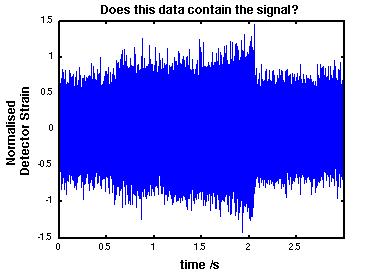 Does this data contain the signal?
1.5
1
0.5
0
-0.5
-1
-1.5
Normalised
Detector Strain
0 0.5 1 1.5 2 2.5
time /s